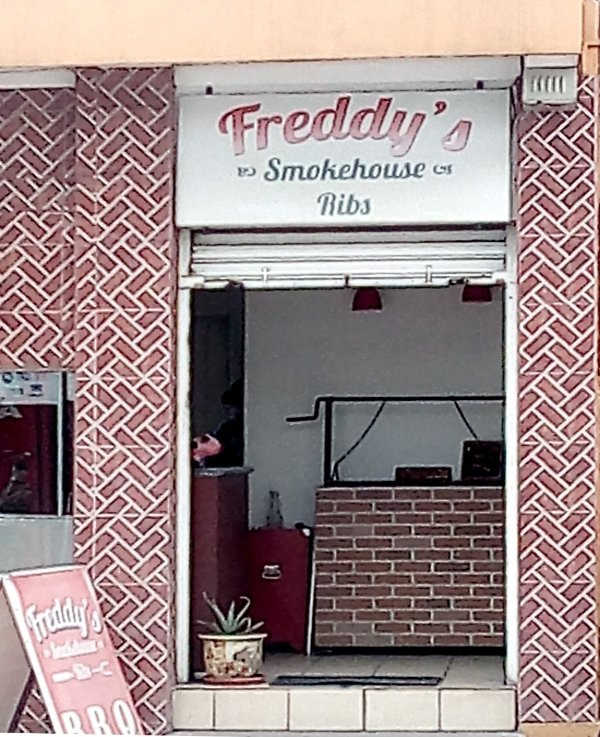 Freddy's
Smokehouse
Ribs
Freddy's
Smokehouse
Ribs
BBQ